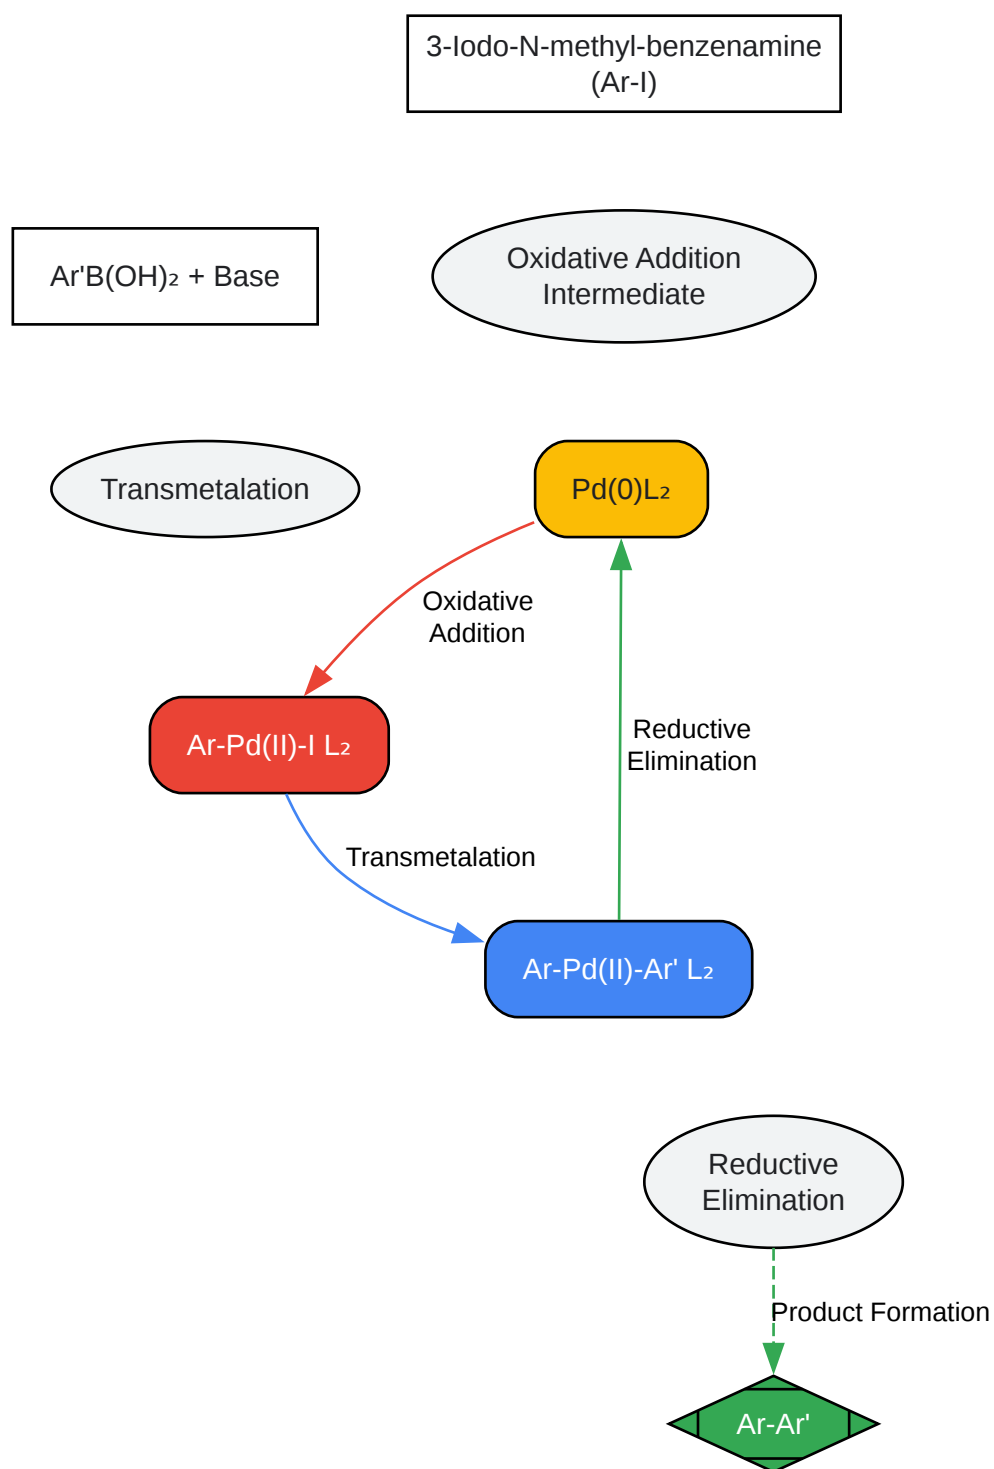 3-Iodo-N-methyl-benzenamine
(Ar-I)
Ar'B(OH)₂ + Base
Oxidative Addition
Intermediate
Transmetalation
Pd(0)L₂
Oxidative
Addition
Ar-Pd(II)-I L₂
Reductive
Elimination
Transmetalation
Ar-Pd(II)-Ar' L₂
Reductive
Elimination
Product Formation
Ar-Ar'